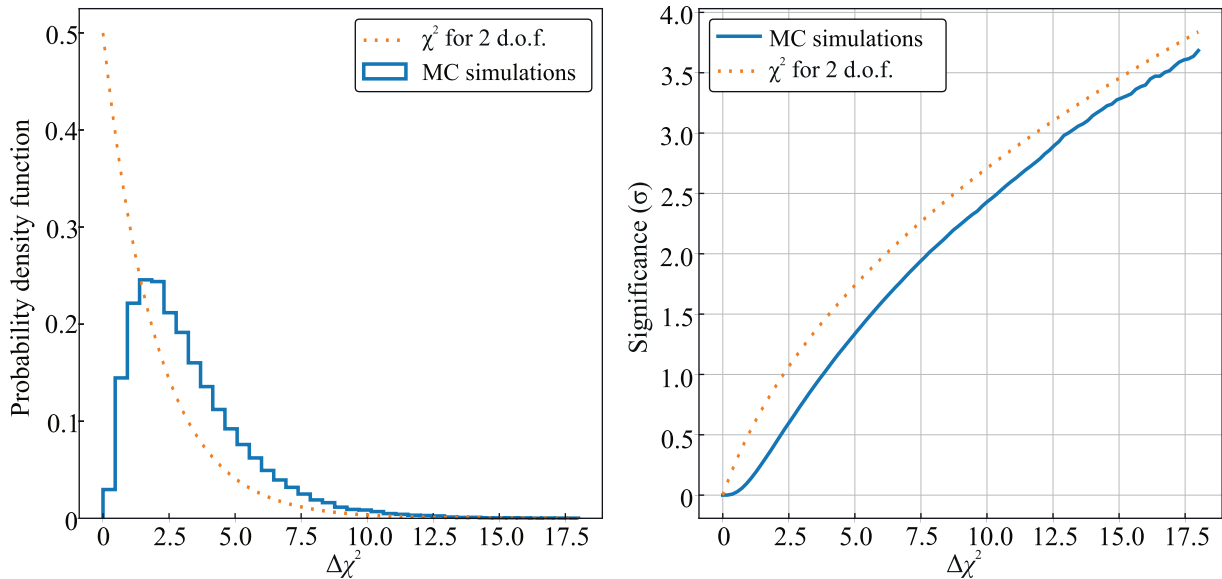 Probability density function
0.5
0.4
0.3
0.2
0.1
0
χ² for 2 d.o.f.
MC simulations
0 2.5 5.0 7.5 10.0 12.5 15.0 17.5
Δχ²
Significance (σ)
4.0
3.5
3.0
2.5
2.0
1.5
1.0
0.5
0
MC simulations
χ² for 2 d.o.f.
0 2.5 5.0 7.5 10.0 12.5 15.0 17.5
Δχ²